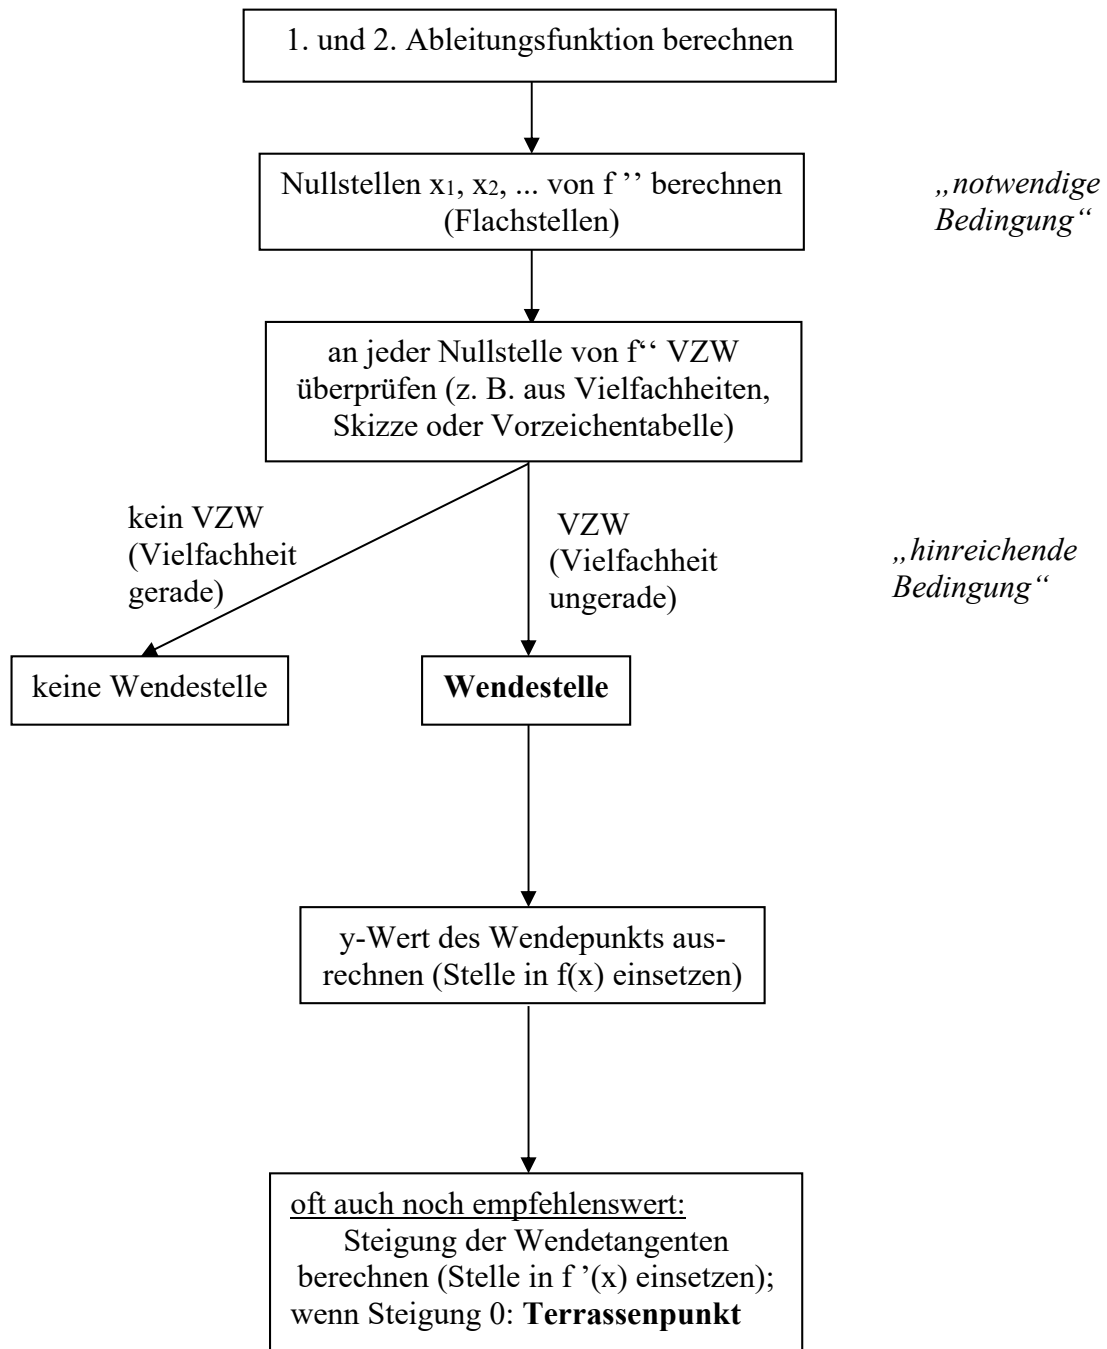 1. und 2. Ableitungsfunktion berechnen
Nullstellen x1, x2, ... von f ’’ berechnen
(Flachstellen)
„notwendige
Bedingung“
an jeder Nullstelle von f“ VZW
überprüfen (z. B. aus Vielfachheiten,
Skizze oder Vorzeichentabelle)
kein VZW
(Vielfachheit
gerade)
VZW
(Vielfachheit
ungerade)
„hinreichende
Bedingung“
keine Wendestelle
Wendestelle
y-Wert des Wendepunkts aus-
rechnen (Stelle in f(x) einsetzen)
oft auch noch empfehlenswert:
Steigung der Wendetangenten
berechnen (Stelle in f ’(x) einsetzen);
wenn Steigung 0: Terrassenpunkt